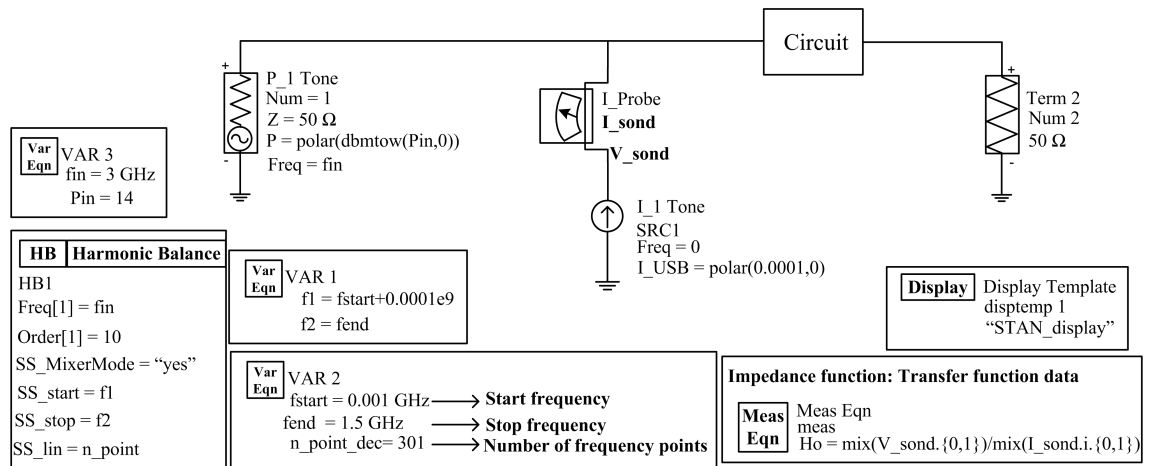 Circuit
+
P_1 Tone
Num = 1
Z = 50 Ω
P = polar(dbmtow(Pin,0))
Freq = fin
-
I_Probe
I_sond
V_sond
I_1 Tone
SRC1
Freq = 0
I_USB = polar(0.0001,0)
+
Term 2
Num 2
50 Ω
-
Var
Eqn
VAR 3
fin = 3 GHz
Pin = 14
HB Harmonic Balance
HB1
Freq[1] = fin
Order[1] = 10
SS_MixerMode = “yes”
SS_start = f1
SS_stop = f2
SS_lin = n_point
Var
Eqn
VAR 1
f1 = fstart+0.0001e9
f2 = fend
Var
Eqn
VAR 2
fstart = 0.001 GHz Start frequency
fend = 1.5 GHz Stop frequency
n_point_dec= 301 Number of frequency points
Display
Display Template
disptemp 1
“STAN_display”
Impedance function: Transfer function data
Meas
Eqn
Meas Eqn
meas
Ho = mix(V_sond.{0,1})/mix(I_sond.i.{0,1})